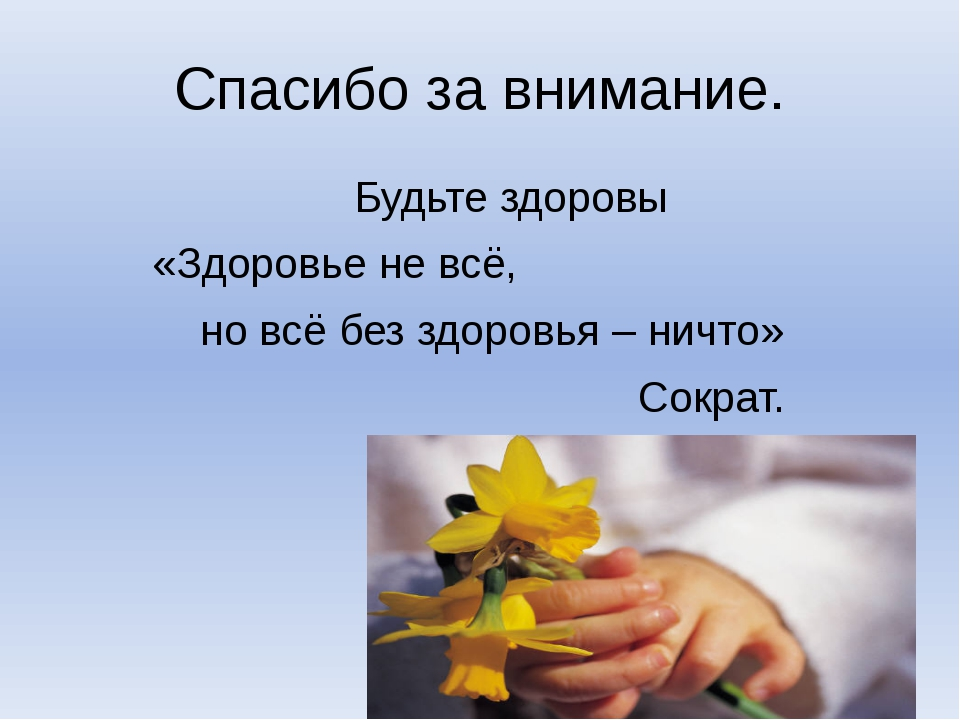 Спасибо за внимание.
Будьте здоровы
«Здоровье не всё,
но всё без здоровья – ничто»
Сократ.